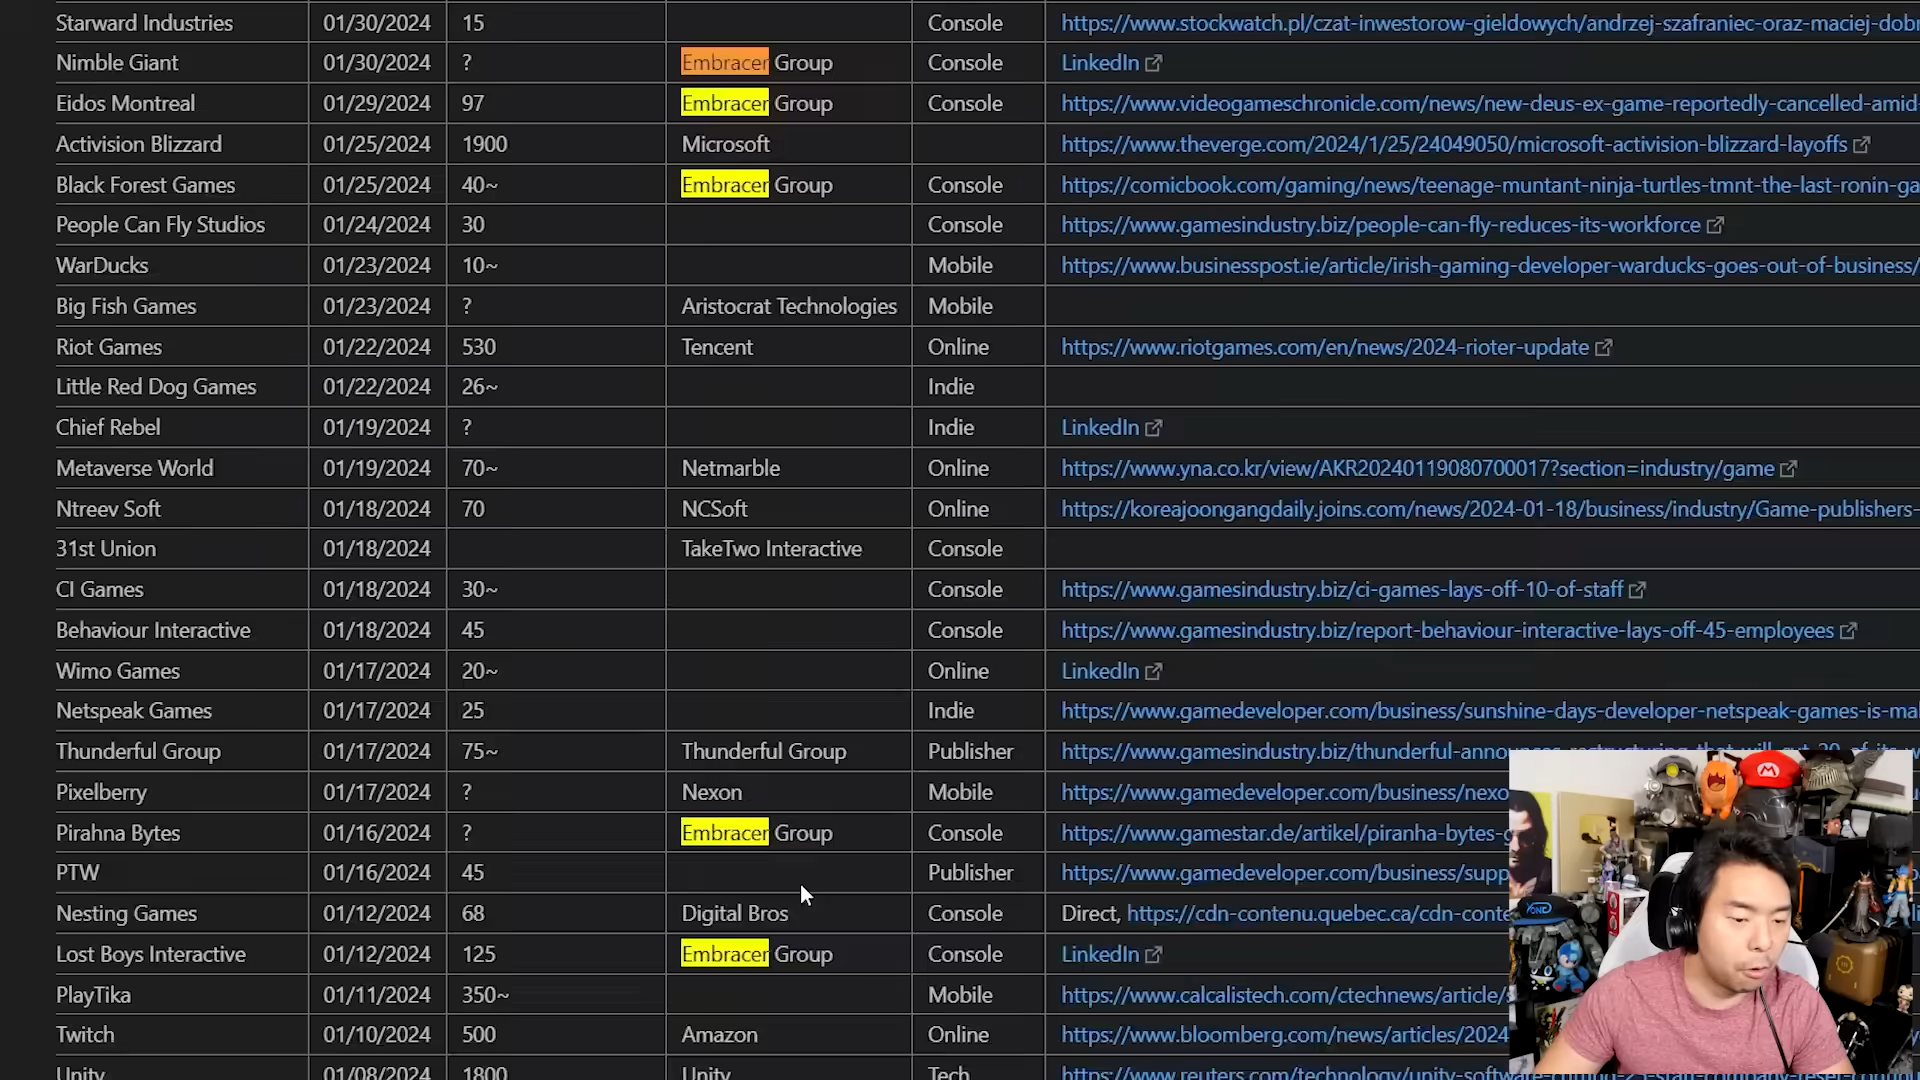 Starward Industries 01/30/2024 15 Console https://www.stockwatch.pl/czat-inwestorow-gieldowych/andrzej-szafraniec-oraz-maciej-dobr
Nimble Giant 01/30/2024 ? Embracer Group Console LinkedIn
Eidos Montreal 01/29/2024 97 Embracer Group Console https://www.videogameschronicle.com/news/new-deus-ex-game-reportedly-cancelled-amid-
Activision Blizzard 01/25/2024 1900 Microsoft https://www.theverge.com/2024/1/25/24049050/microsoft-activision-blizzard-layoffs
Black Forest Games 01/25/2024 40~ Embracer Group Console https://comicbook.com/gaming/news/teenage-muntant-ninja-turtles-tmnt-the-last-ronin-ga
People Can Fly Studios 01/24/2024 30 Console https://www.gamesindustry.biz/people-can-fly-reduces-its-workforce
WarDucks 01/23/2024 10~ Mobile https://www.businesspost.ie/article/irish-gaming-developer-warducks-goes-out-of-business/
Big Fish Games 01/23/2024 ? Aristocrat Technologies Mobile
Riot Games 01/22/2024 530 Tencent Online https://www.riotgames.com/en/news/2024-rioter-update
Little Red Dog Games 01/22/2024 26~ Indie
Chief Rebel 01/19/2024 ? Indie LinkedIn
Metaverse World 01/19/2024 70~ Netmarble Online https://www.yna.co.kr/view/AKR20240119080700017?section=industry/game
Ntreev Soft 01/18/2024 70 NCSoft Online https://koreajoongangdaily.joins.com/news/2024-01-18/business/industry/Game-publishers-
31st Union 01/18/2024 TakeTwo Interactive Console
CI Games 01/18/2024 30~ Console https://www.gamesindustry.biz/ci-games-lays-off-10-of-staff
Behaviour Interactive 01/18/2024 45 Console https://www.gamesindustry.biz/report-behaviour-interactive-lays-off-45-employees
Wimo Games 01/17/2024 20~ Online LinkedIn
Netspeak Games 01/17/2024 25 Indie https://www.gamedeveloper.com/business/sunshine-days-developer-netspeak-games-is-mal
Thunderful Group 01/17/2024 75~ Thunderful Group Publisher https://www.gamesindustry.biz/thunderful-announces-restructuring-that-will-cut-20-of-its-w
Pixelberry 01/17/2024 ? Nexon Mobile https://www.gamedeveloper.com/business/nexo
Pirahna Bytes 01/16/2024 ? Embracer Group Console https://www.gamestar.de/artikel/piranha-bytes-g
PTW 01/16/2024 45 Publisher https://www.gamedeveloper.com/business/supp
Nesting Games 01/12/2024 68 Digital Bros Console Direct, https://cdn-contenu.quebec.ca/cdn-conte
Lost Boys Interactive 01/12/2024 125 Embracer Group Console LinkedIn
PlayTika 01/11/2024 350~ Mobile https://www.calcalistech.com/ctechnews/article/s
Twitch 01/10/2024 500 Amazon Online https://www.bloomberg.com/news/articles/2024
Unity 01/08/2024 1800 Unity Tech